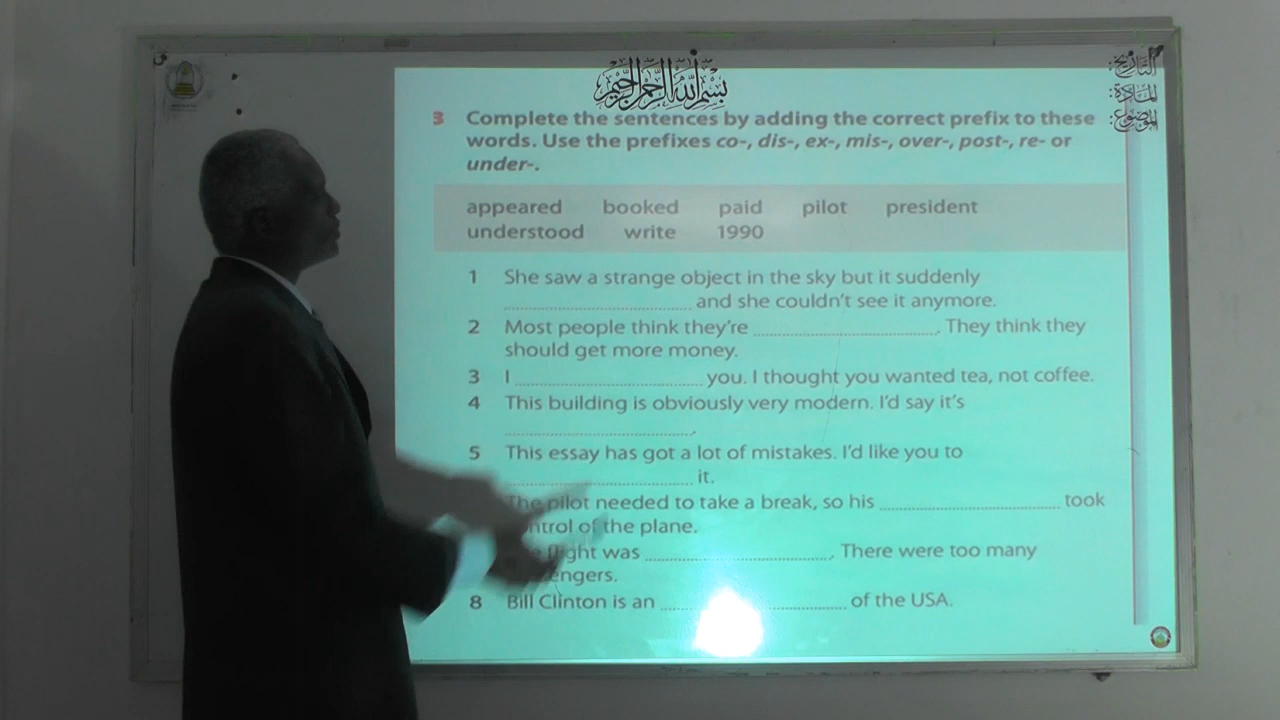 بسم الله الرحمن الرحيم
التاريخ:
المادة:
الموضوع:
3 Complete the sentences by adding the correct prefix to these
words. Use the prefixes co-, dis-, ex-, mis-, over-, post-, re- or
under-.
appeared booked paid pilot president
understood write 1990
1 She saw a strange object in the sky but it suddenly
............................................ and she couldn't see it anymore.
2 Most people think they're ............................................. They think they
should get more money.
3 I ............................................ you. I thought you wanted tea, not coffee.
4 This building is obviously very modern. I'd say it's
.............................................
5 This essay has got a lot of mistakes. I'd like you to
............................................ it.
The pilot needed to take a break, so his ............................................ took
ntrol of the plane.
flight was ............................................. There were too many
engers.
8 Bill Clinton is an ............................................ of the USA.